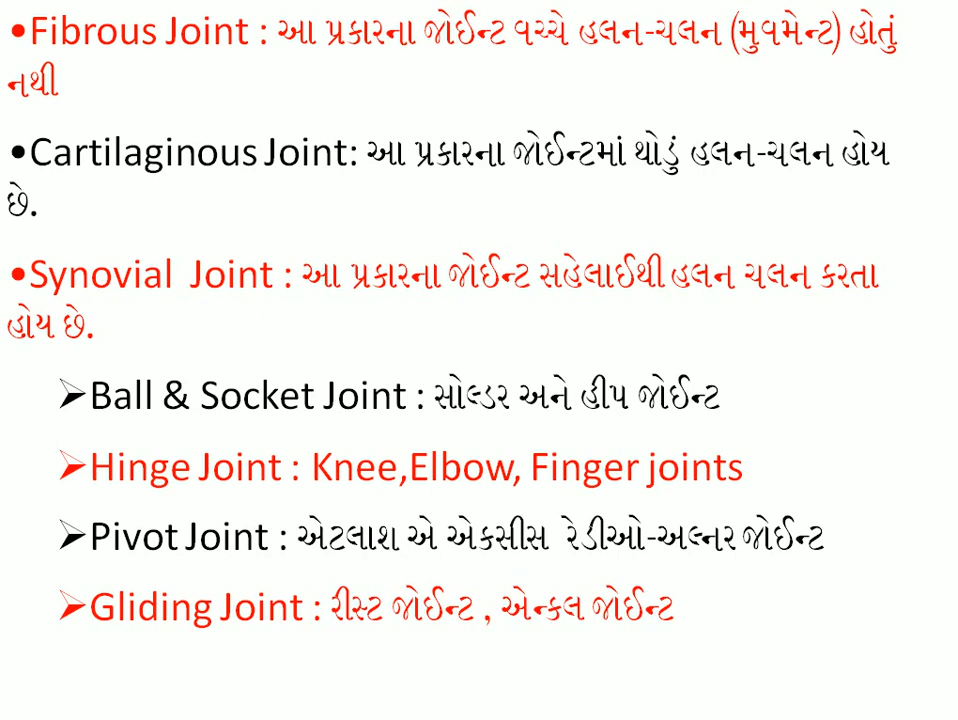 •Fibrous Joint : આ પ્રકારના જોઈન્ટ વચ્ચે હલન-ચલન (મુવમેન્ટ) હોતું
નથી
•Cartilaginous Joint: આ પ્રકારના જોઈન્ટમાં થોડું હલન-ચલન હોય
છે.
•Synovial Joint : આ પ્રકારના જોઈન્ટ સહેલાઈથી હલન ચલન કરતા
હોય છે.
➢Ball & Socket Joint : સોલ્ડર અને હીપ જોઈન્ટ
➢Hinge Joint : Knee,Elbow, Finger joints
➢Pivot Joint : એટલાશ એ એકસીસ રેડીઓ-અલ્નર જોઈન્ટ
➢Gliding Joint : રીસ્ટ જોઈન્ટ , એન્કલ જોઈન્ટ